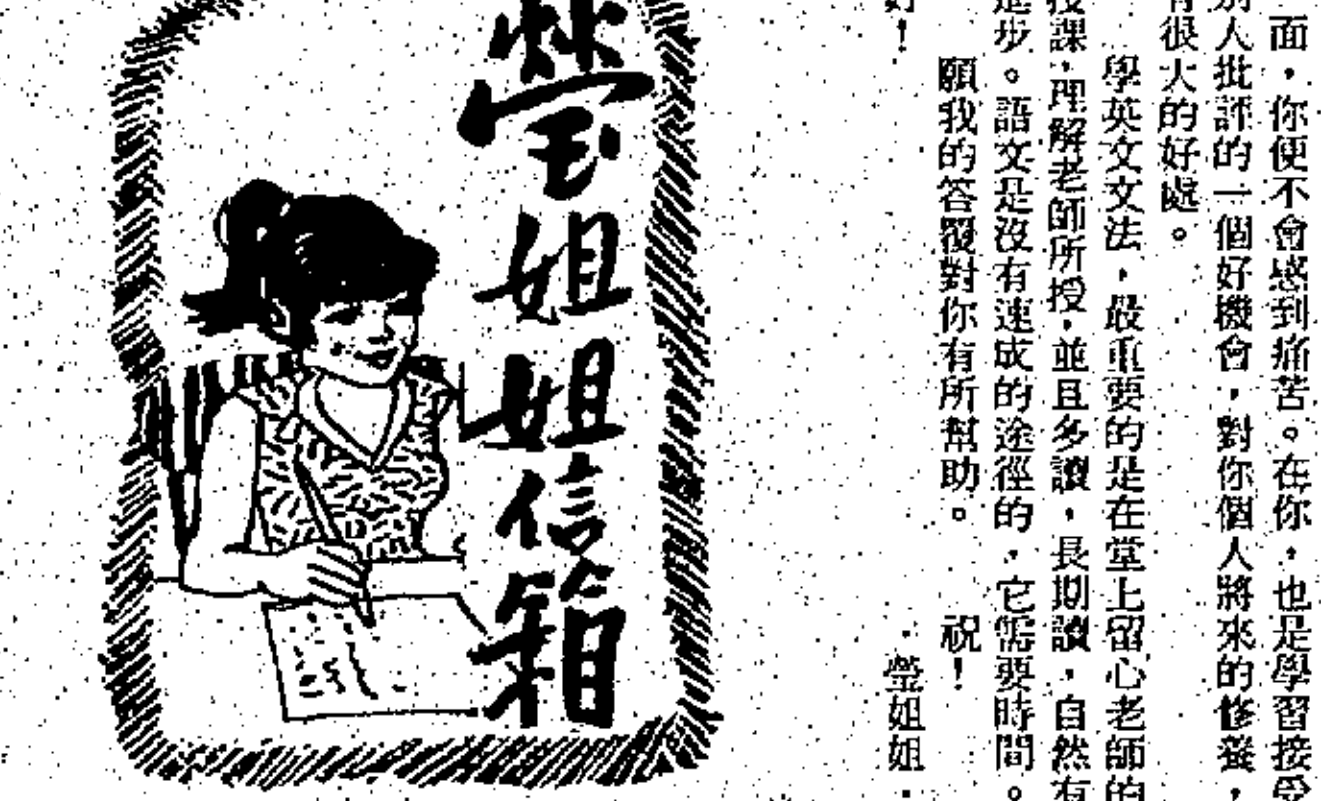 面，你便不會感到痛苦。在你，也是學習接受
別人批評的一個好機會，對你個人將來的修養，
有很大的好處。
學英文文法，最重要的是在堂上留心老師的
授課，理解老師所授，並且多讀，長期讀，自然有
進步。語文是沒有速成的途徑的，它需要時間。
願我的答覆對你有所幫助。 祝！
好！ 瑩姐姐．
瑩姐姐信箱